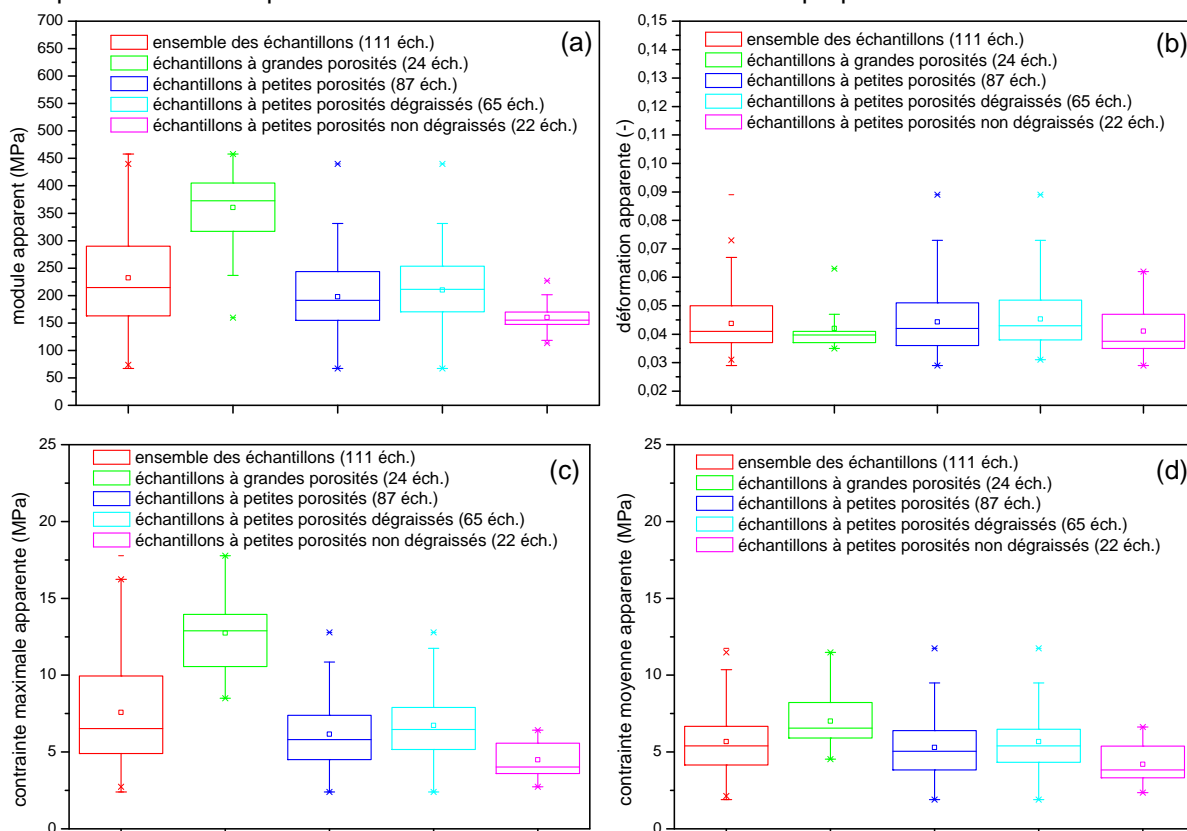 (a)
ensemble des échantillons (111 éch.)
échantillons à grandes porosités (24 éch.)
échantillons à petites porosités (87 éch.)
échantillons à petites porosités dégraissés (65 éch.)
échantillons à petites porosités non dégraissés (22 éch.)
module apparent (MPa)
700
650
600
550
500
450
400
350
300
250
200
150
100
50
0
(b)
ensemble des échantillons (111 éch.)
échantillons à grandes porosités (24 éch.)
échantillons à petites porosités (87 éch.)
échantillons à petites porosités dégraissés (65 éch.)
échantillons à petites porosités non dégraissés (22 éch.)
déformation apparente (-)
0,15
0,14
0,13
0,12
0,11
0,10
0,09
0,08
0,07
0,06
0,05
0,04
0,03
0,02
(c)
ensemble des échantillons (111 éch.)
échantillons à grandes porosités (24 éch.)
échantillons à petites porosités (87 éch.)
échantillons à petites porosités dégraissés (65 éch.)
échantillons à petites porosités non dégraissés (22 éch.)
contrainte maximale apparente (MPa)
25
20
15
10
5
0
(d)
ensemble des échantillons (111 éch.)
échantillons à grandes porosités (24 éch.)
échantillons à petites porosités (87 éch.)
échantillons à petites porosités dégraissés (65 éch.)
échantillons à petites porosités non dégraissés (22 éch.)
contrainte moyenne apparente (MPa)
25
20
15
10
5
0